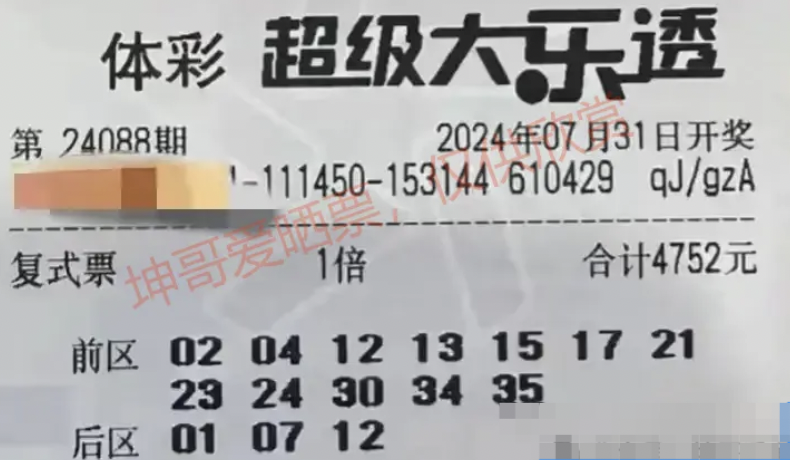 体彩 超级大乐透
第 24088期 2024年07月31日开奖
1-111450-153144 610429 qJ/gzA
复式票 1倍 合计4752元
前区 02 04 12 13 15 17 21
23 24 30 34 35
后区 01 07 12
坤哥爱晒票,仅供欣赏